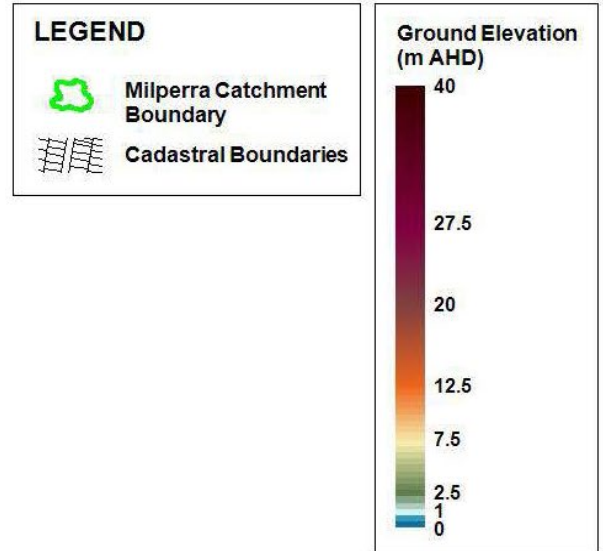 LEGEND
Milperra Catchment
Boundary
Cadastral Boundaries
Ground Elevation
(m AHD)
40
27.5
20
12.5
7.5
2.5
1
0